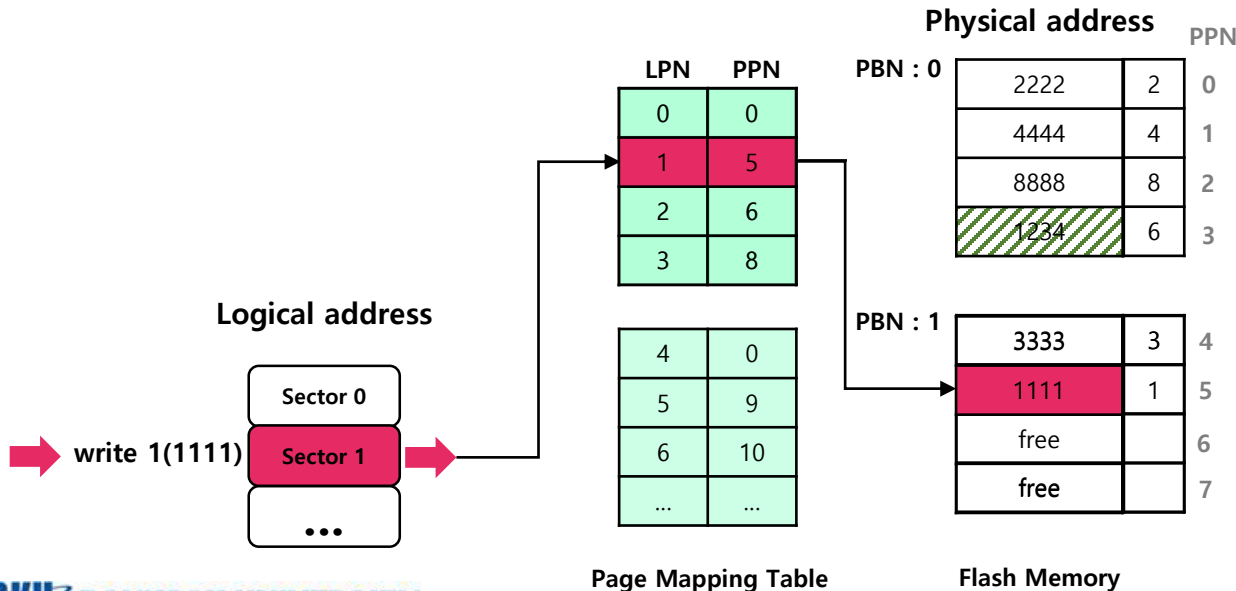 Physical address
PPN
LPN PPN
PBN : 0
0 0
1 5
2 6
3 8
2222 2 0
4444 4 1
8888 8 2
1234 6 3
Logical address
PBN : 1
4 0
5 9
6 10
... ...
3333 3 4
1111 1 5
free 6
free 7
Sector 0
write 1(1111) Sector 1
...
Page Mapping Table
Flash Memory